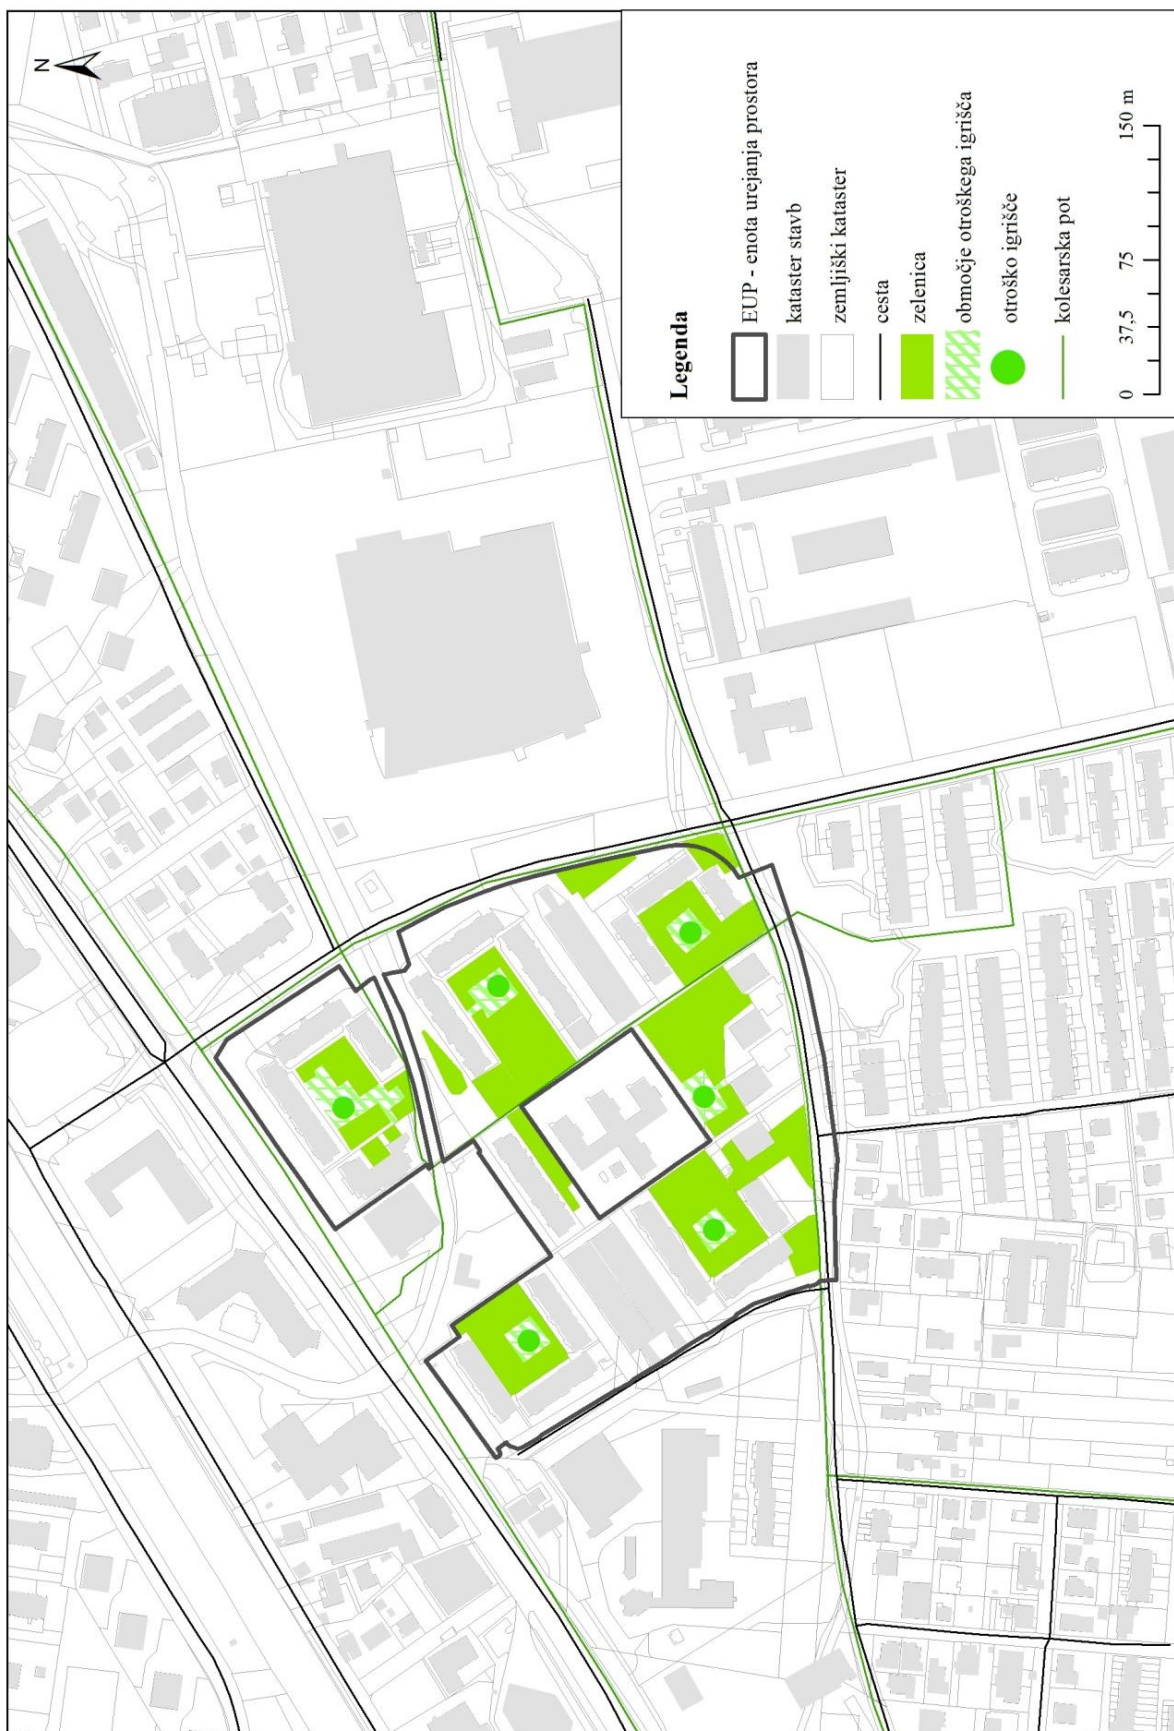 N
Legenda
EUP - enota urejanja prostora
kataster stavb
zemljiški kataster
cesta
zelenica
območje otroškega igrišča
otroško igrišče
kolesarska pot
0 37,5 75 150 m